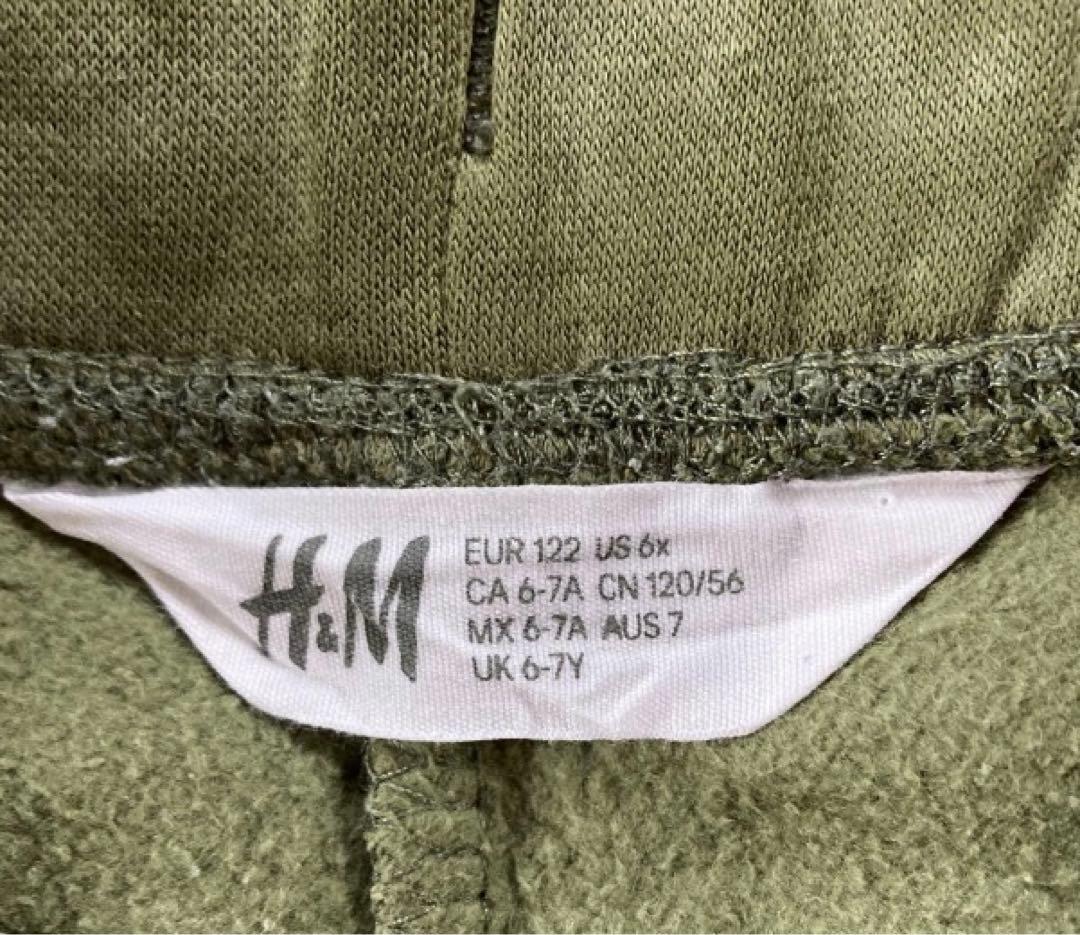 H&M
EUR 122 US 6x
CA 6-7A CN 120/56
MX 6-7A AUS 7
UK 6-7Y